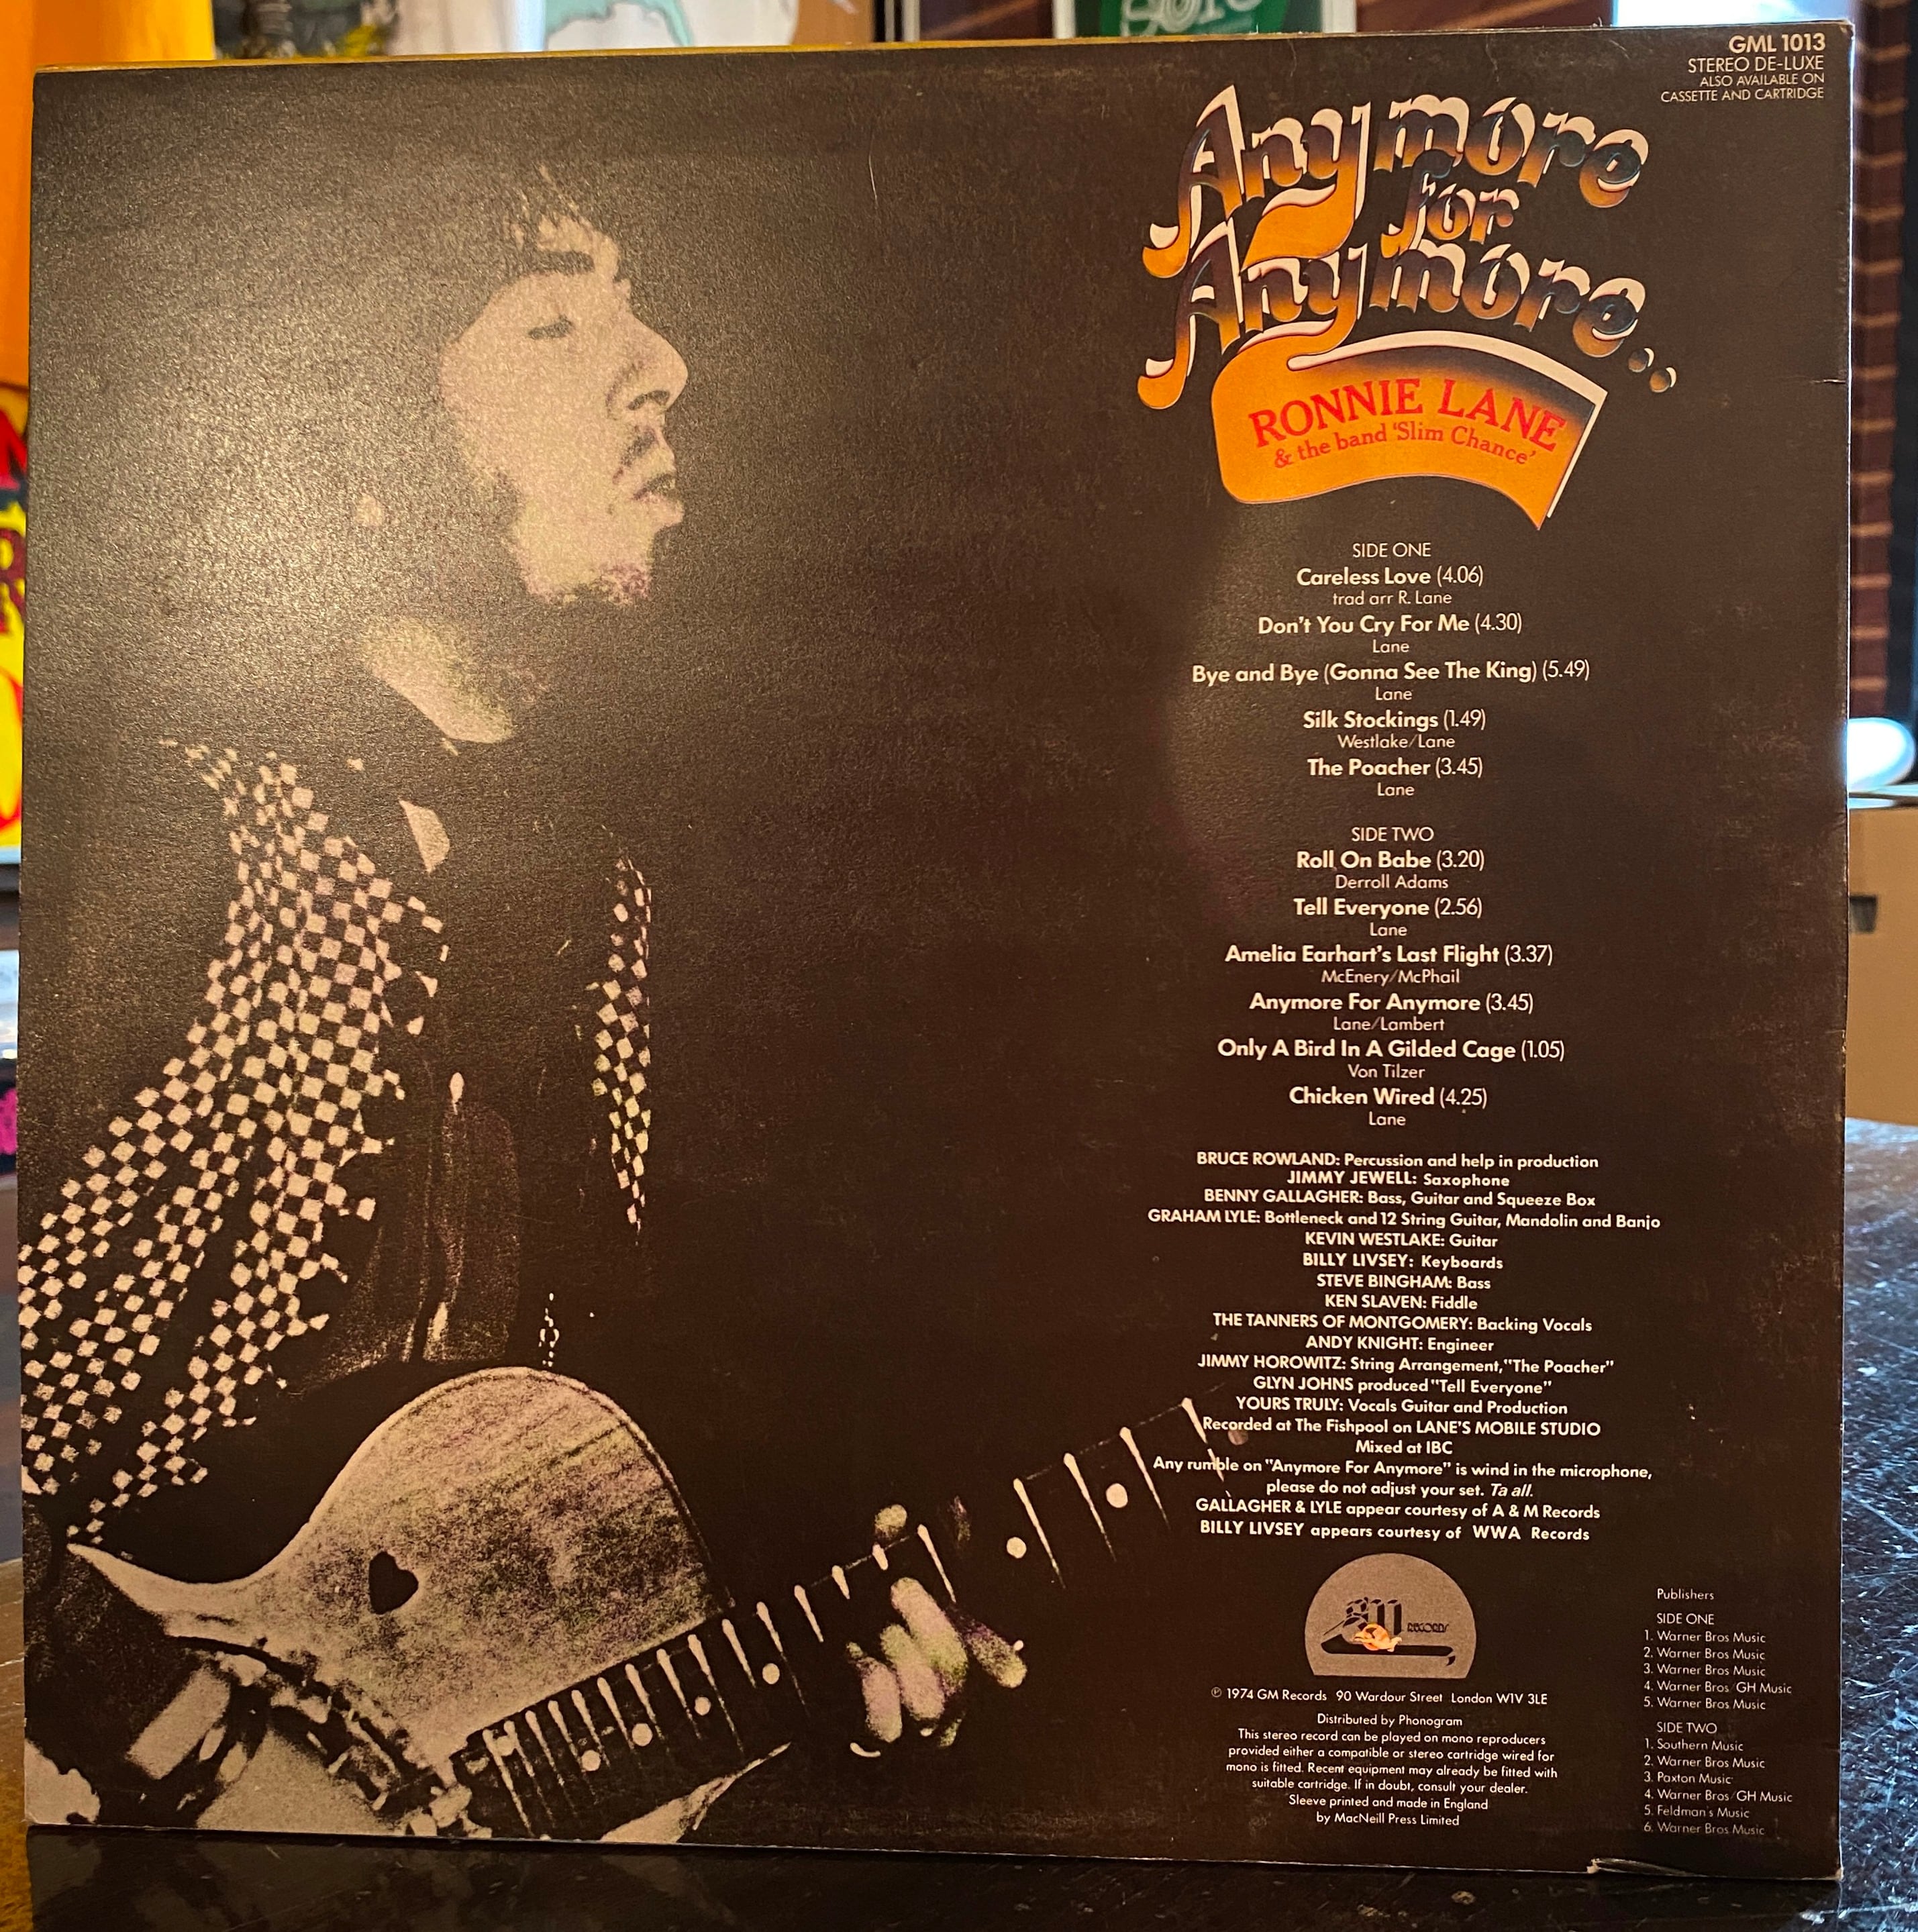 GML 1013
STEREO DE-LUXE
ALSO AVAILABLE ON
CASSETTE AND CARTRIDGE
Anymore
for
Anymore...
RONNIE LANE
& the band 'Slim Chance'
SIDE ONE
Careless Love (4.06)
trad arr R. Lane
Don't You Cry For Me (4.30)
Lane
Bye and Bye (Gonna See The King) (5.49)
Lane
Silk Stockings (1.49)
Westlake/Lane
The Poacher (3.45)
Lane
SIDE TWO
Roll On Babe (3.20)
Derroll Adams
Tell Everyone (2.56)
Lane
Amelia Earhart's Last Flight (3.37)
McEnery/McPhail
Anymore For Anymore (3.45)
Lane/Lambert
Only A Bird In A Gilded Cage (1.05)
Von Tilzer
Chicken Wired (4.25)
Lane
BRUCE ROWLAND: Percussion and help in production
JIMMY JEWELL: Saxophone
BENNY GALLAGHER: Bass, Guitar and Squeeze Box
GRAHAM LYLE: Bottleneck and 12 String Guitar, Mandolin and Banjo
KEVIN WESTLAKE: Guitar
BILLY LIVSEY: Keyboards
STEVE BINGHAM: Bass
KEN SLAVEN: Fiddle
THE TANNERS OF MONTGOMERY: Backing Vocals
ANDY KNIGHT: Engineer
JIMMY HOROWITZ: String Arrangement, "The Poacher"
GLYN JOHNS produced "Tell Everyone"
YOURS TRULY: Vocals Guitar and Production
Recorded at The Fishpool on LANE'S MOBILE STUDIO
Mixed at IBC
Any rumble on "Anymore For Anymore" is wind in the microphone,
please do not adjust your set. Ta all.
GALLAGHER & LYLE appear courtesy of A & M Records
BILLY LIVSEY appears courtesy of WWA Records
gm RECORDS
℗ 1974 GM Records 90 Wardour Street London W1V 3LE
Distributed by Phonogram
This stereo record can be played on mono reproducers
provided either a compatible or stereo cartridge wired for
mono is fitted. Recent equipment may already be fitted with
suitable cartridge. If in doubt, consult your dealer.
Sleeve printed and made in England
by MacNeill Press Limited
Publishers
SIDE ONE
1. Warner Bros Music
2. Warner Bros Music
3. Warner Bros Music
4. Warner Bros/GH Music
5. Warner Bros Music
SIDE TWO
1. Southern Music
2. Warner Bros Music
3. Paxton Music
4. Warner Bros/GH Music
5. Feldman's Music
6. Warner Bros Music